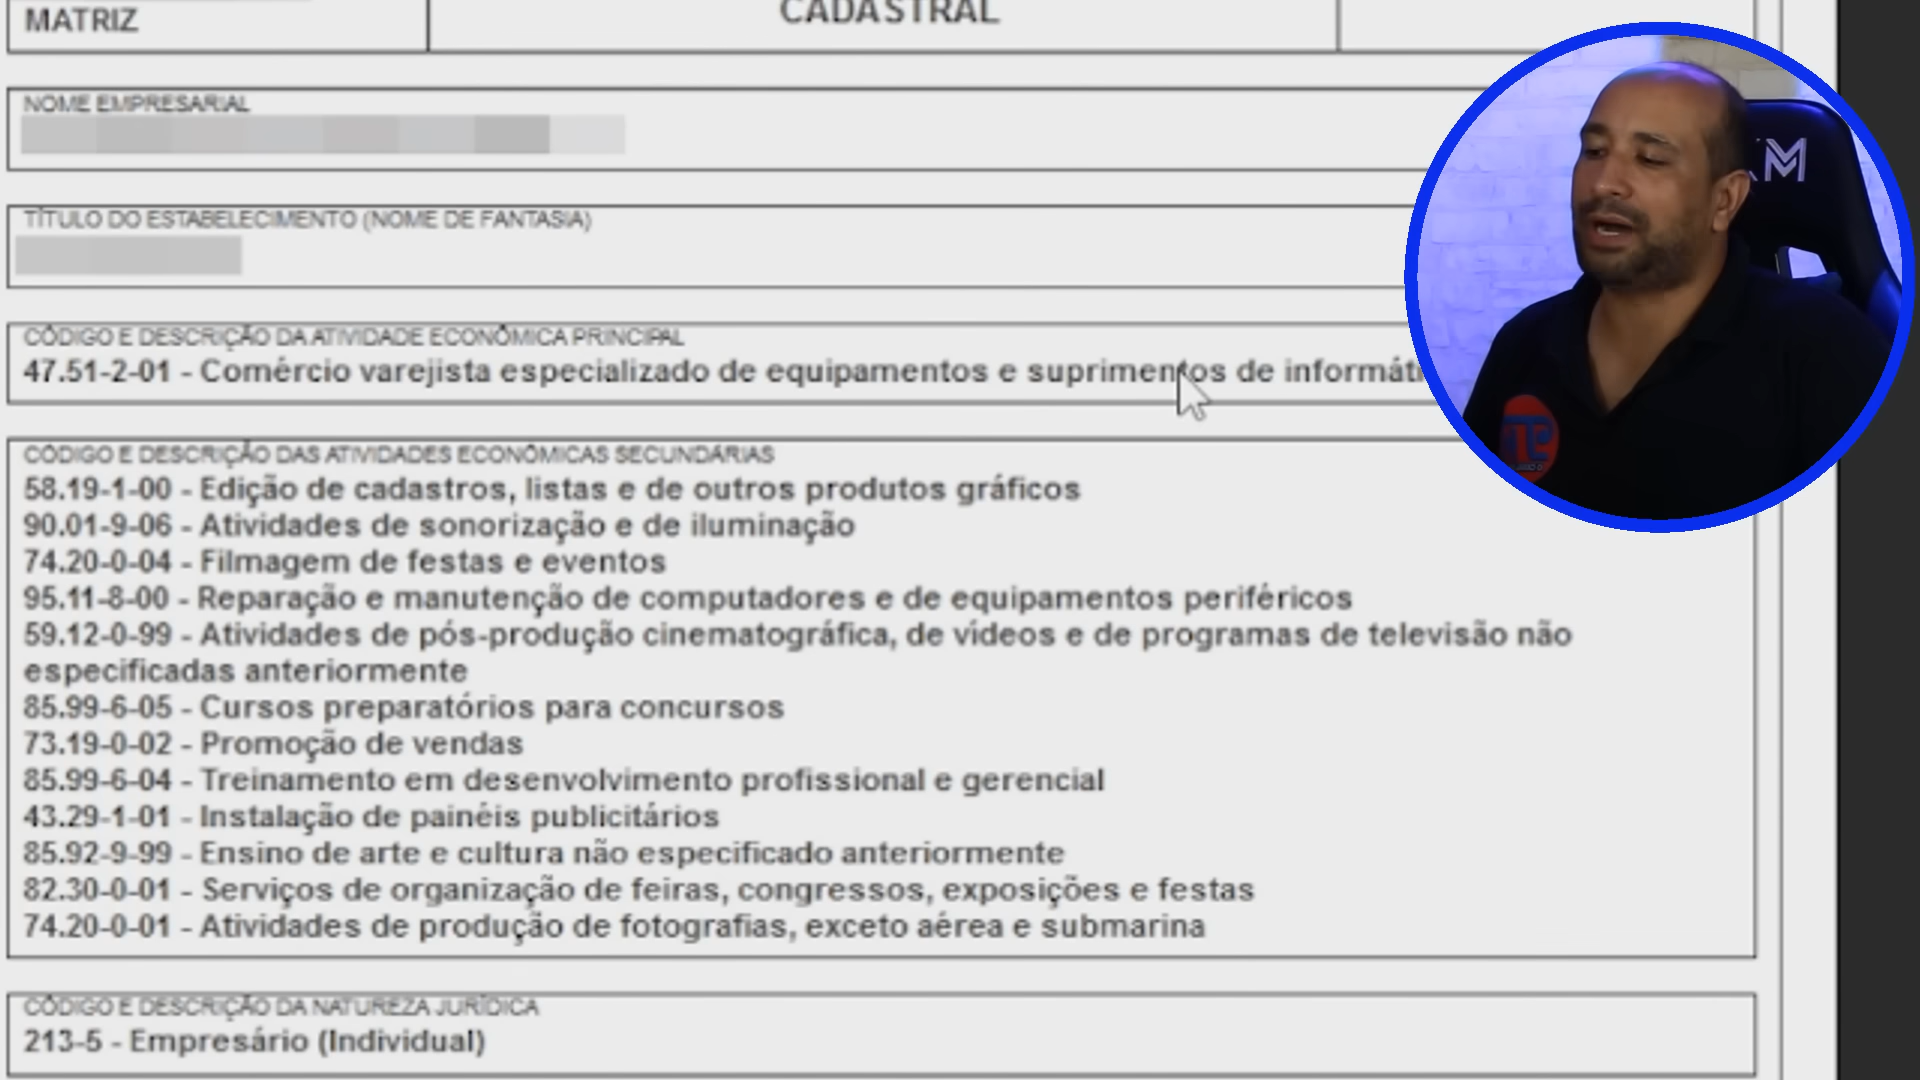 MATRIZ
CADASTRAL
NOME EMPRESARIAL
TÍTULO DO ESTABELECIMENTO (NOME DE FANTASIA)
CÓDIGO E DESCRIÇÃO DA ATIVIDADE ECONÔMICA PRINCIPAL
47.51-2-01 - Comércio varejista especializado de equipamentos e suprimentos de informáti
CÓDIGO E DESCRIÇÃO DAS ATIVIDADES ECONÔMICAS SECUNDÁRIAS
58.19-1-00 - Edição de cadastros, listas e de outros produtos gráficos
90.01-9-06 - Atividades de sonorização e de iluminação
74.20-0-04 - Filmagem de festas e eventos
95.11-8-00 - Reparação e manutenção de computadores e de equipamentos periféricos
59.12-0-99 - Atividades de pós-produção cinematográfica, de vídeos e de programas de televisão não
especificadas anteriormente
85.99-6-05 - Cursos preparatórios para concursos
73.19-0-02 - Promoção de vendas
85.99-6-04 - Treinamento em desenvolvimento profissional e gerencial
43.29-1-01 - Instalação de painéis publicitários
85.92-9-99 - Ensino de arte e cultura não especificado anteriormente
82.30-0-01 - Serviços de organização de feiras, congressos, exposições e festas
74.20-0-01 - Atividades de produção de fotografias, exceto aérea e submarina
CÓDIGO E DESCRIÇÃO DA NATUREZA JURÍDICA
213-5 - Empresário (Individual)